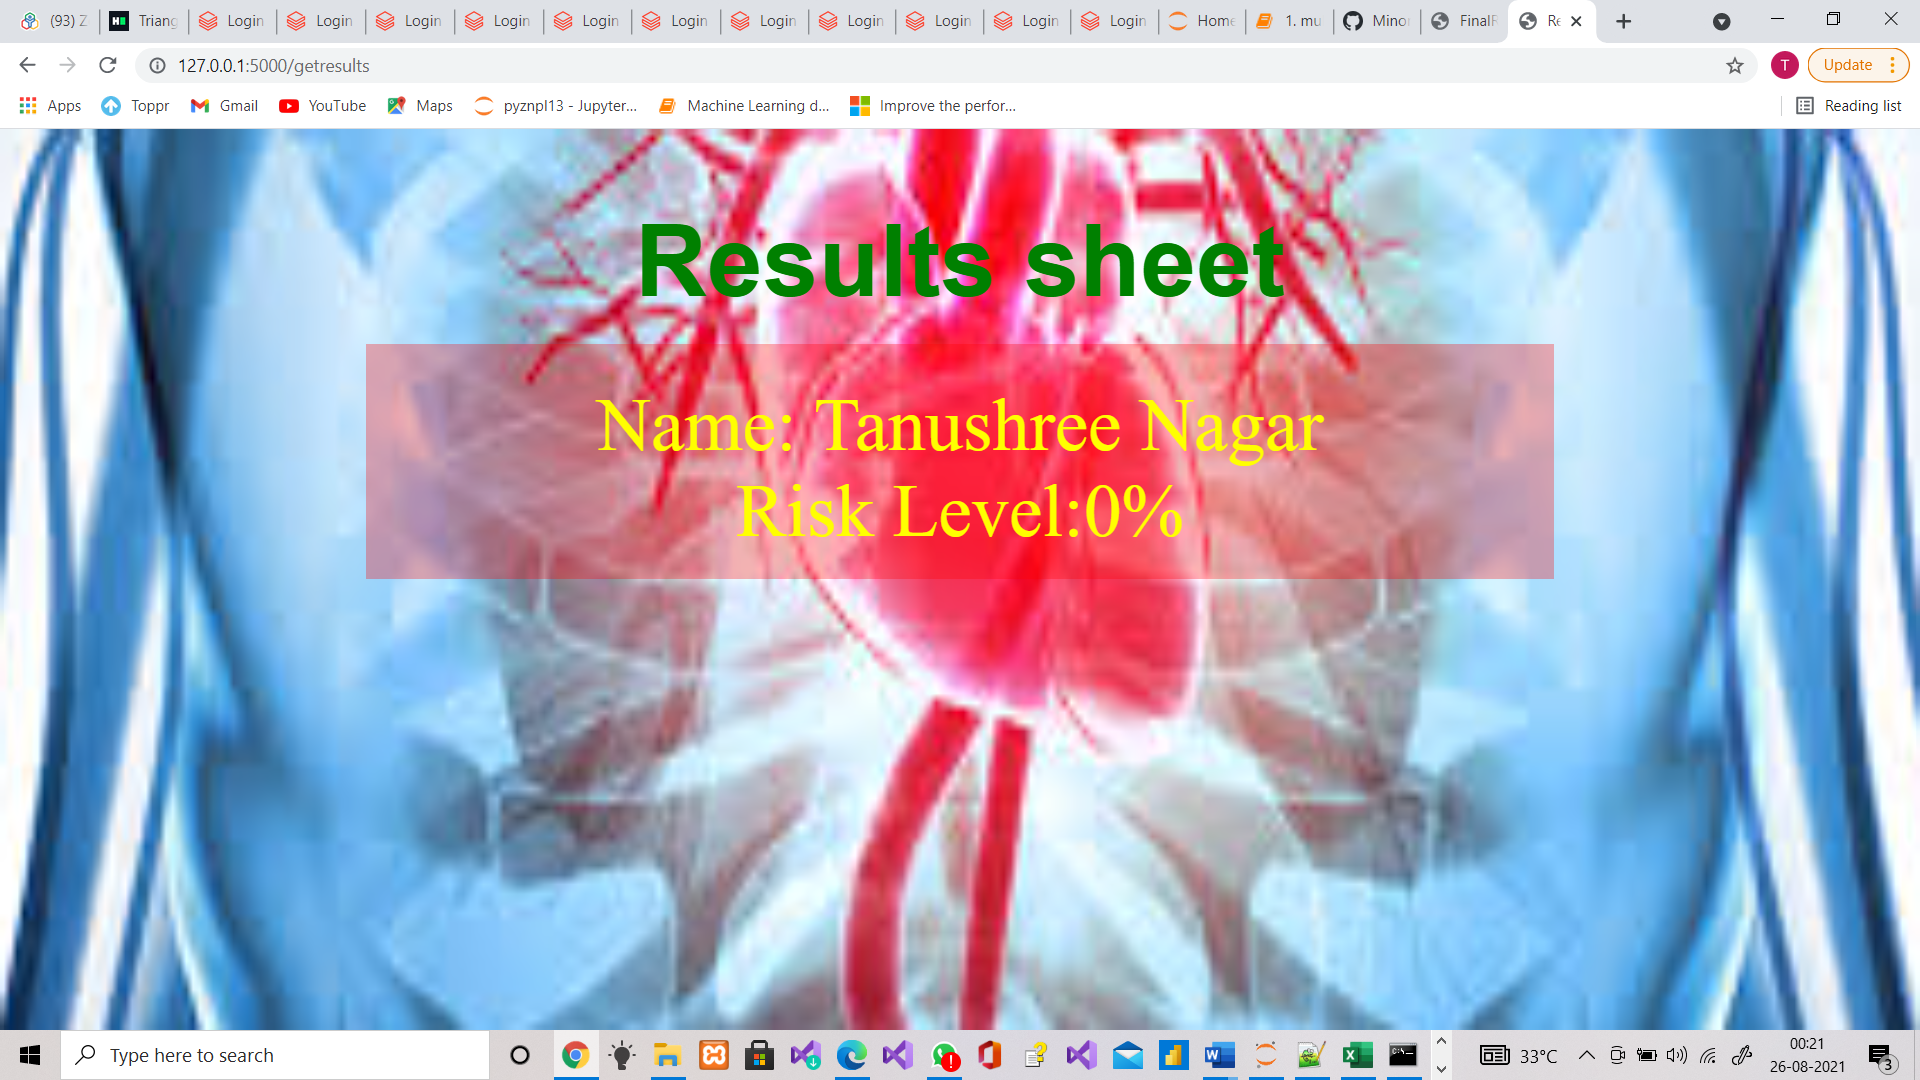 (93) Z
Triang
Login
Login
Login
Login
Login
Login
Login
Login
Login
Login
Login
Home
1. mu
Minor
FinalR
Re
127.0.0.1:5000/getresults
T
Update
Apps
Toppr
Gmail
YouTube
Maps
pyznpl13 - Jupyter...
Machine Learning d...
Improve the perfor...
Reading list
Results sheet
Name: Tanushree Nagar
Risk Level:0%
Type here to search
33°C
00:21
26-08-2021
3